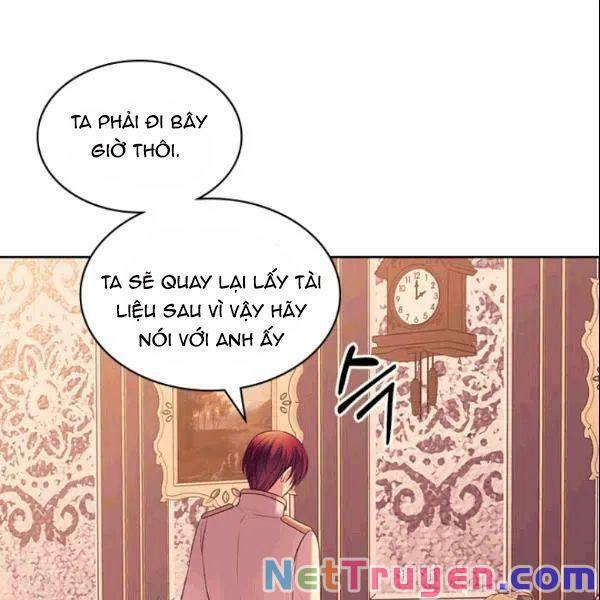 TA PHẢI ĐI BÂY
GIỜ THÔI.
TA SẼ QUAY LẠI LẤY TÀI
LIỆU SAU VÌ VẬY HÃY
NÓI VỚI ANH ẤY
NetTruyen.com